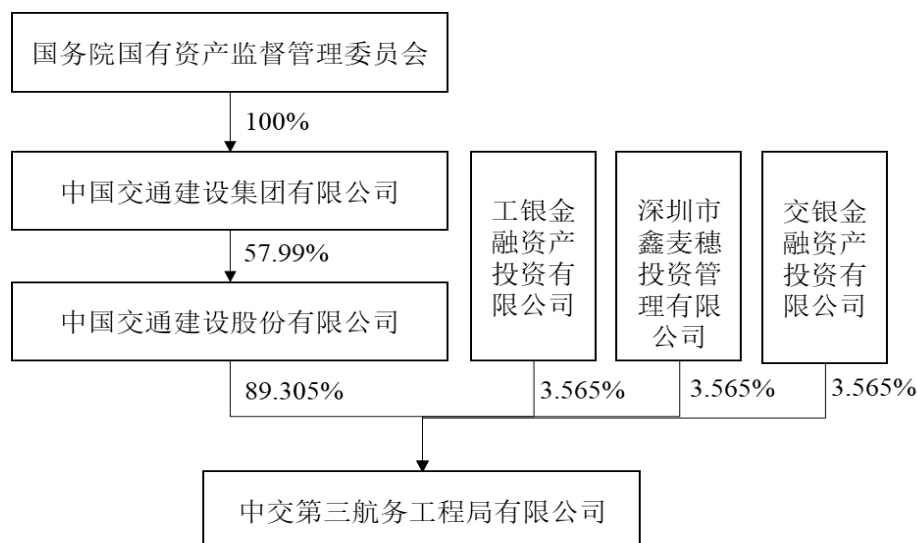 国务院国有资产监督管理委员会
100%
中国交通建设集团有限公司
57.99%
中国交通建设股份有限公司
工银金
融资产
投资有
限公司
深圳市
鑫麦穗
投资管
理有限
公司
交银金
融资产
投资有
限公司
89.305%
3.565%
3.565%
3.565%
中交第三航务工程局有限公司